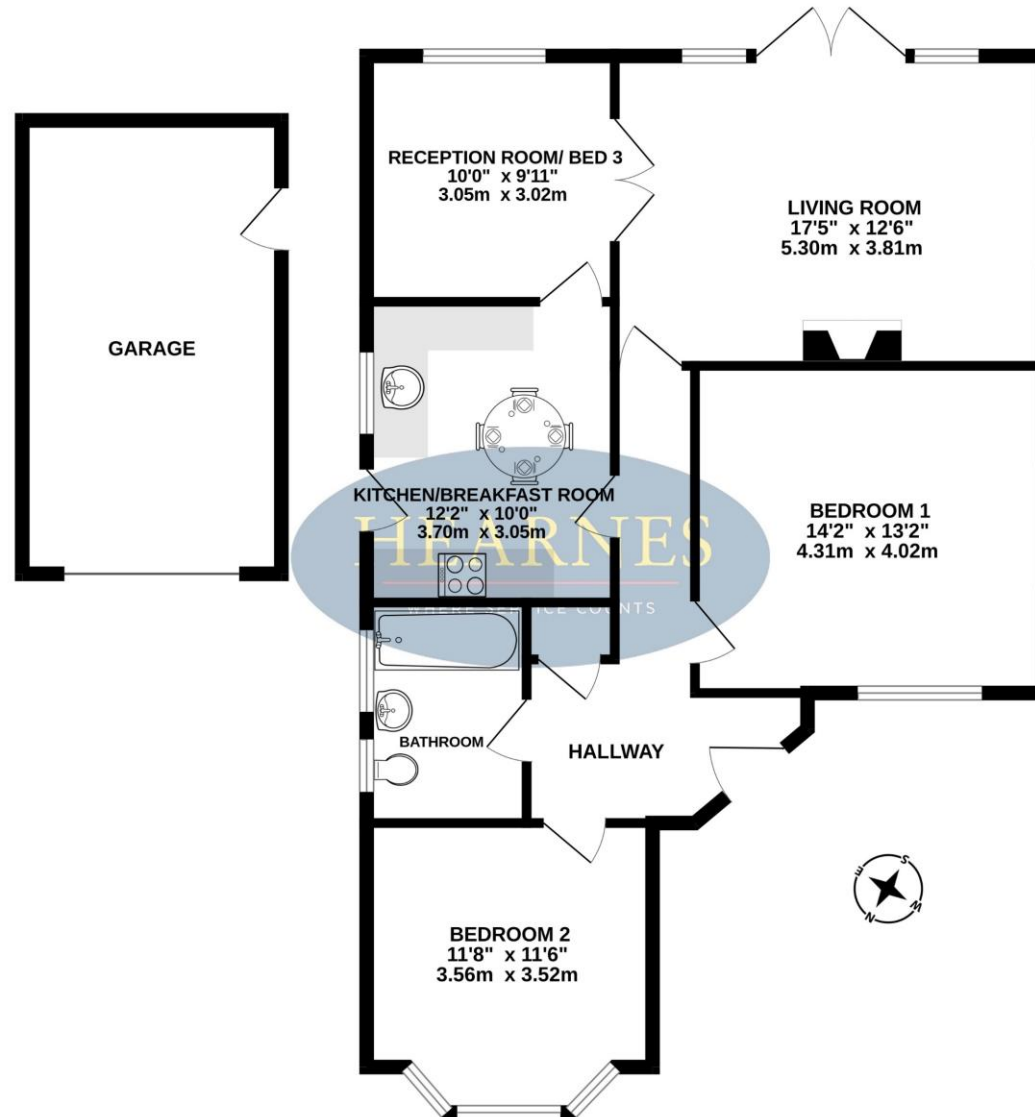 RECEPTION ROOM/ BED 3
10'0" x 9'11"
3.05m x 3.02m
LIVING ROOM
17'5" x 12'6"
5.30m x 3.81m
GARAGE
KITCHEN/BREAKFAST ROOM
12'2" x 10'0"
3.70m x 3.05m
HEARNES
WHERE SERVICE COUNTS
BEDROOM 1
14'2" x 13'2"
4.31m x 4.02m
BATHROOM
HALLWAY
BEDROOM 2
11'8" x 11'6"
3.56m x 3.52m
S
E
W
N